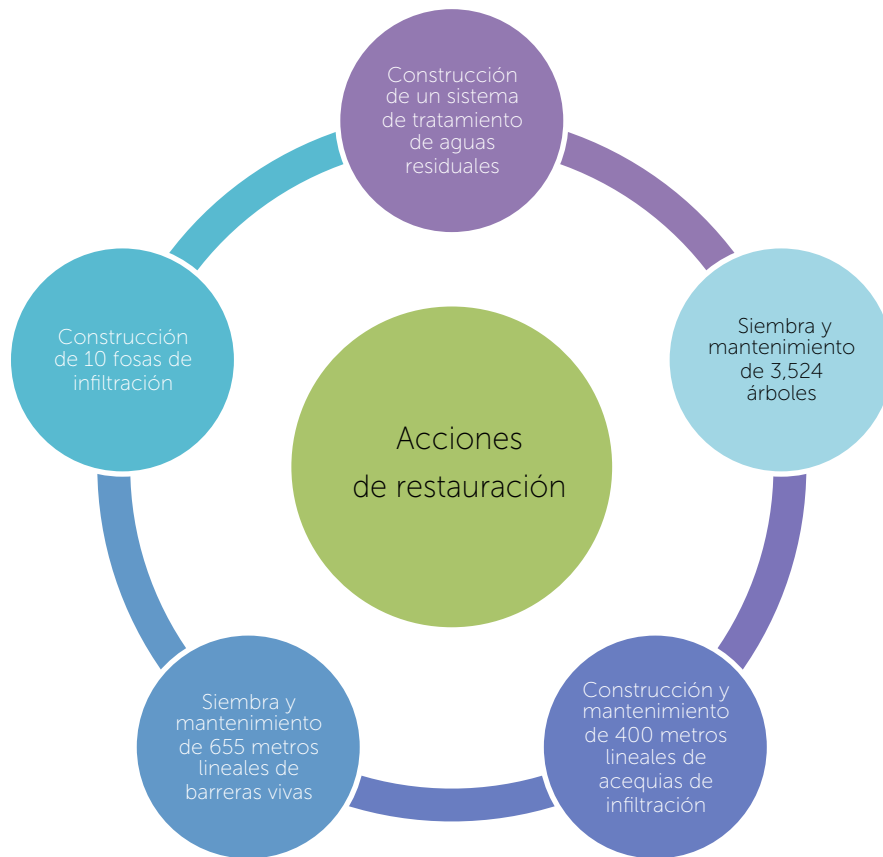 Construcción
de un sistema
de tratamiento
de aguas
residuales
Siembra y
mantenimiento
de 3,524
árboles
Construcción y
mantenimiento
de 400 metros
lineales de
acequias de
infiltración
Siembra y
mantenimiento
de 655 metros
lineales de
barreras vivas
Construcción
de 10 fosas de
infiltración
Acciones
de restauración